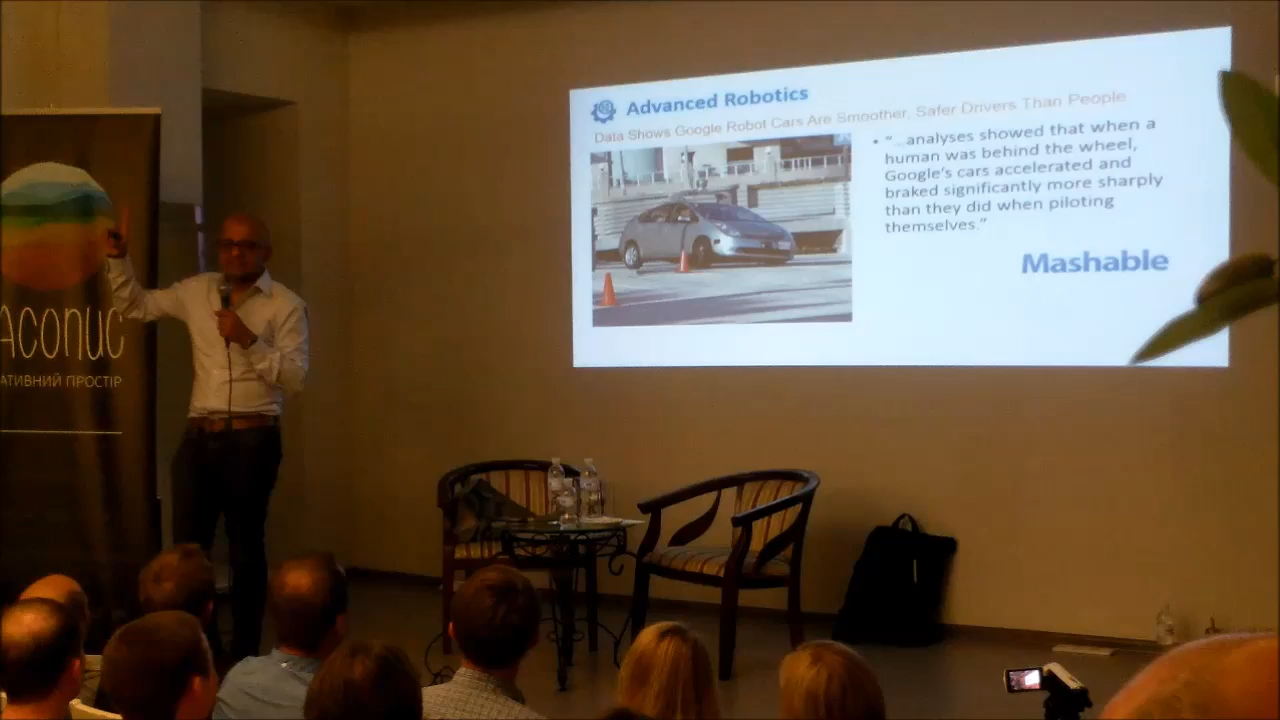 Advanced Robotics
Data Shows Google Robot Cars Are Smoother, Safer Drivers Than People
• “...analyses showed that when a
human was behind the wheel,
Google’s cars accelerated and
braked significantly more sharply
than they did when piloting
themselves.”
Mashable
часопис
АТИВНИЙ ПРОСТІР